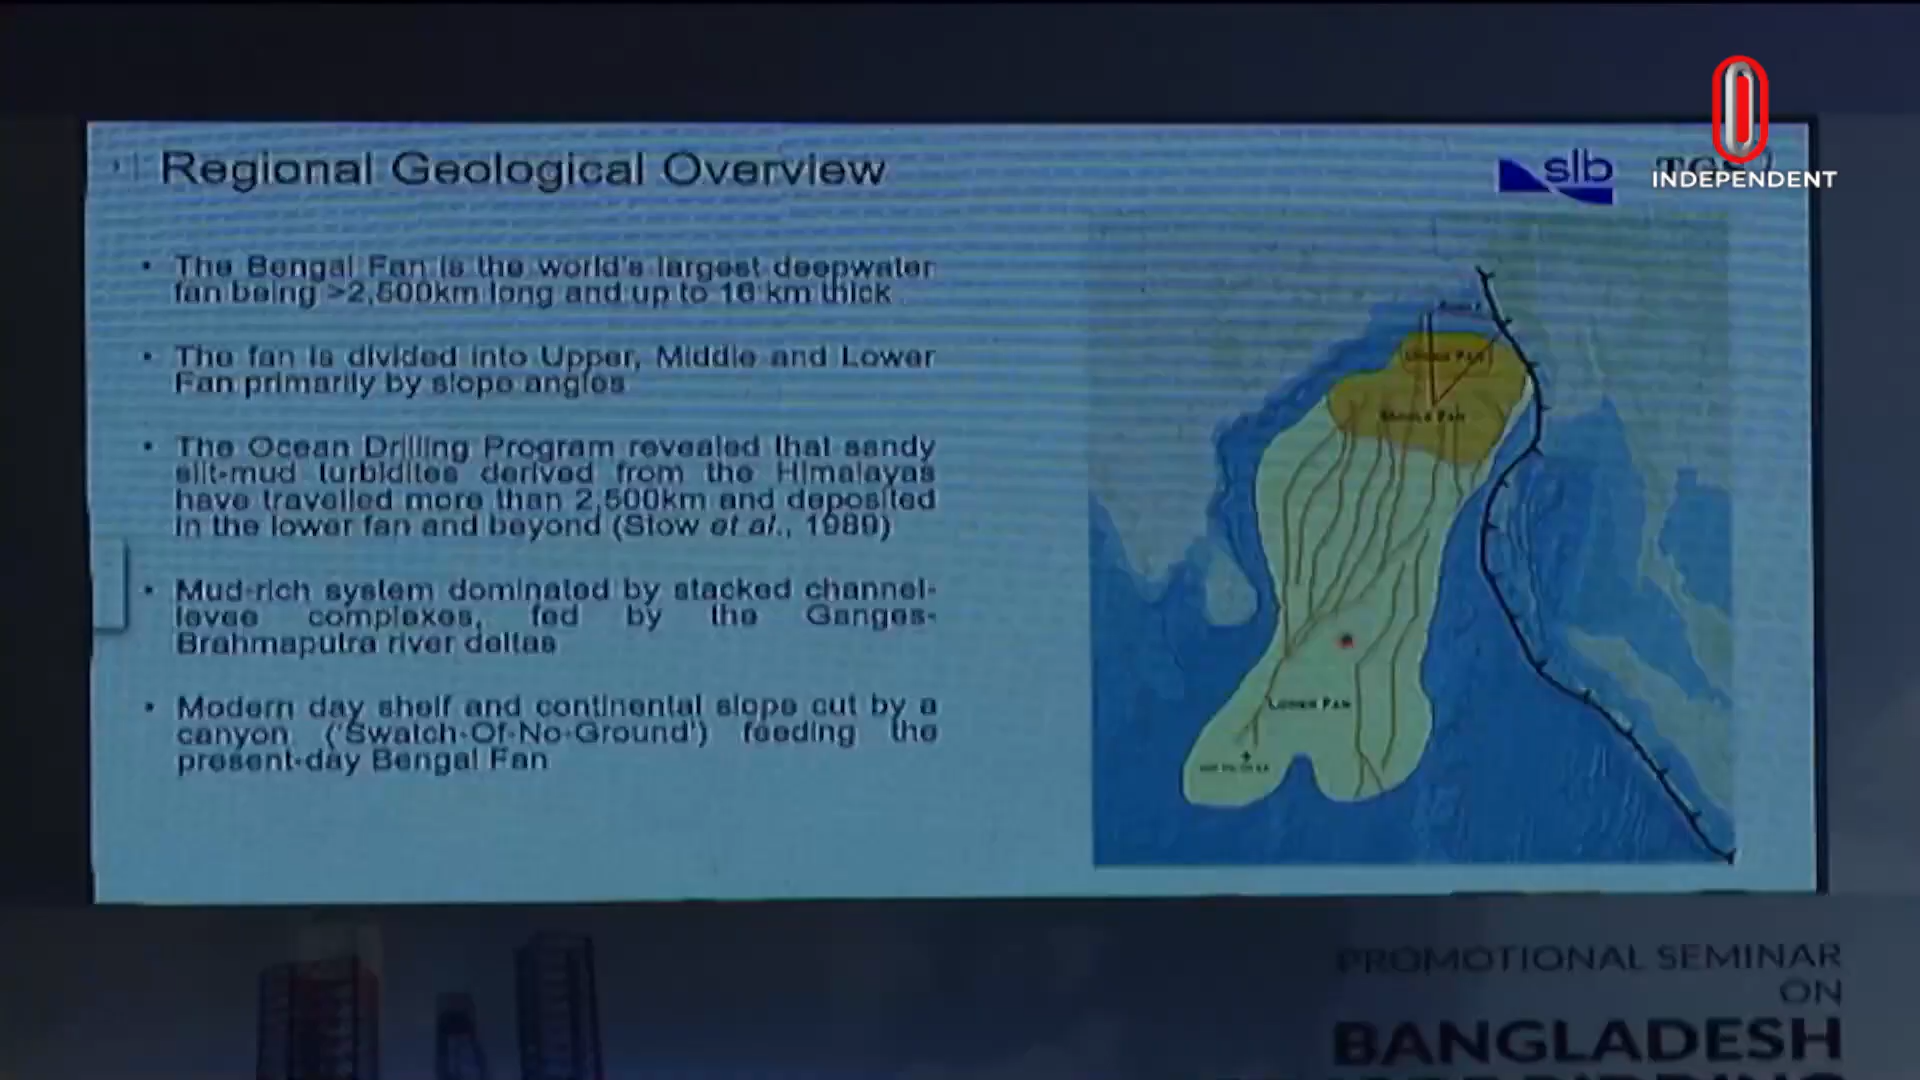 Regional Geological Overview
slb
INDEPENDENT
• The Bengal Fan is the world's largest deepwater
fan being >2,500km long and up to 16 km thick
• The fan is divided into Upper, Middle and Lower
Fan primarily by slope angles
• The Ocean Drilling Program revealed that sandy
silt-mud turbidites derived from the Himalayas
have travelled more than 2,500km and deposited
in the lower fan and beyond (Stow et al., 1989)
• Mud-rich system dominated by stacked channel-
levee complexes, fed by the Ganges-
Brahmaputra river deltas
• Modern day shelf and continental slope cut by a
canyon ('Swatch-Of-No-Ground') feeding the
present-day Bengal Fan
UPPER FAN
MIDDLE FAN
LOWER FAN
PROMOTIONAL SEMINAR
ON
BANGLADESH